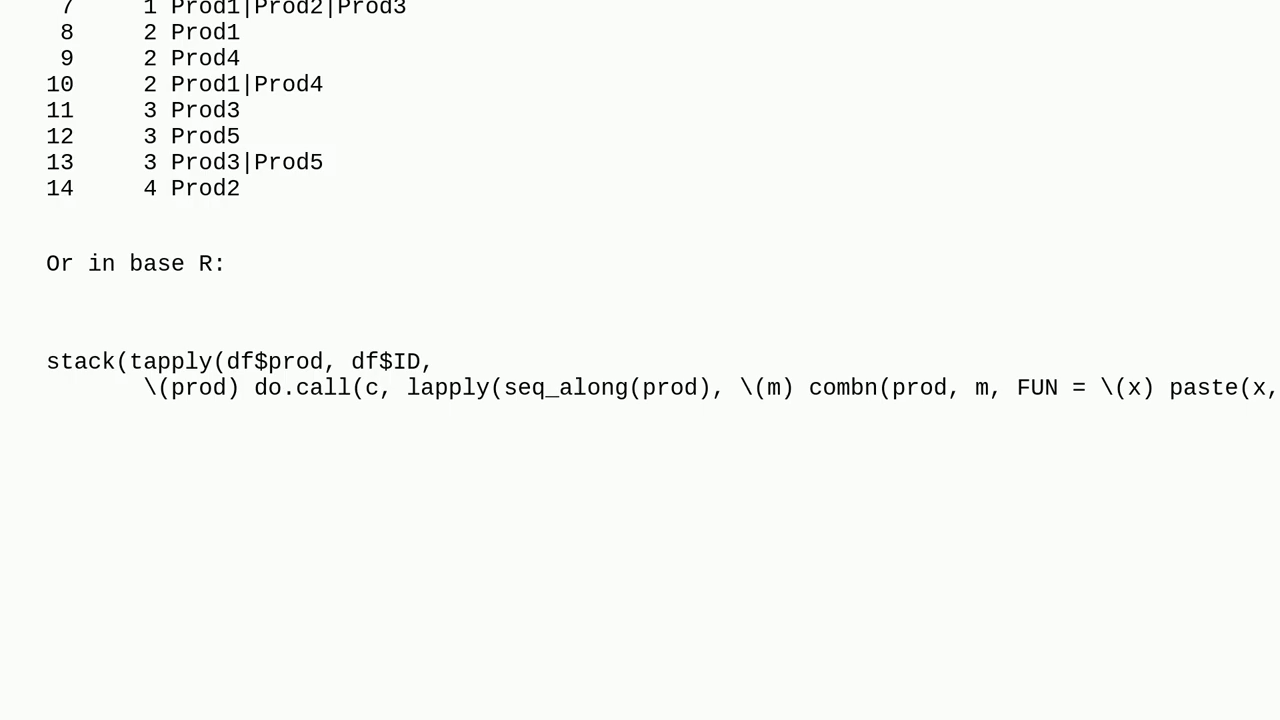 7     1 Prod1|Prod2|Prod3
8     2 Prod1
9     2 Prod4
10     2 Prod1|Prod4
11     3 Prod3
12     3 Prod5
13     3 Prod3|Prod5
14     4 Prod2
Or in base R:
stack(tapply(df$prod, df$ID,
       \(prod) do.call(c, lapply(seq_along(prod), \(m) combn(prod, m, FUN = \(x) paste(x,